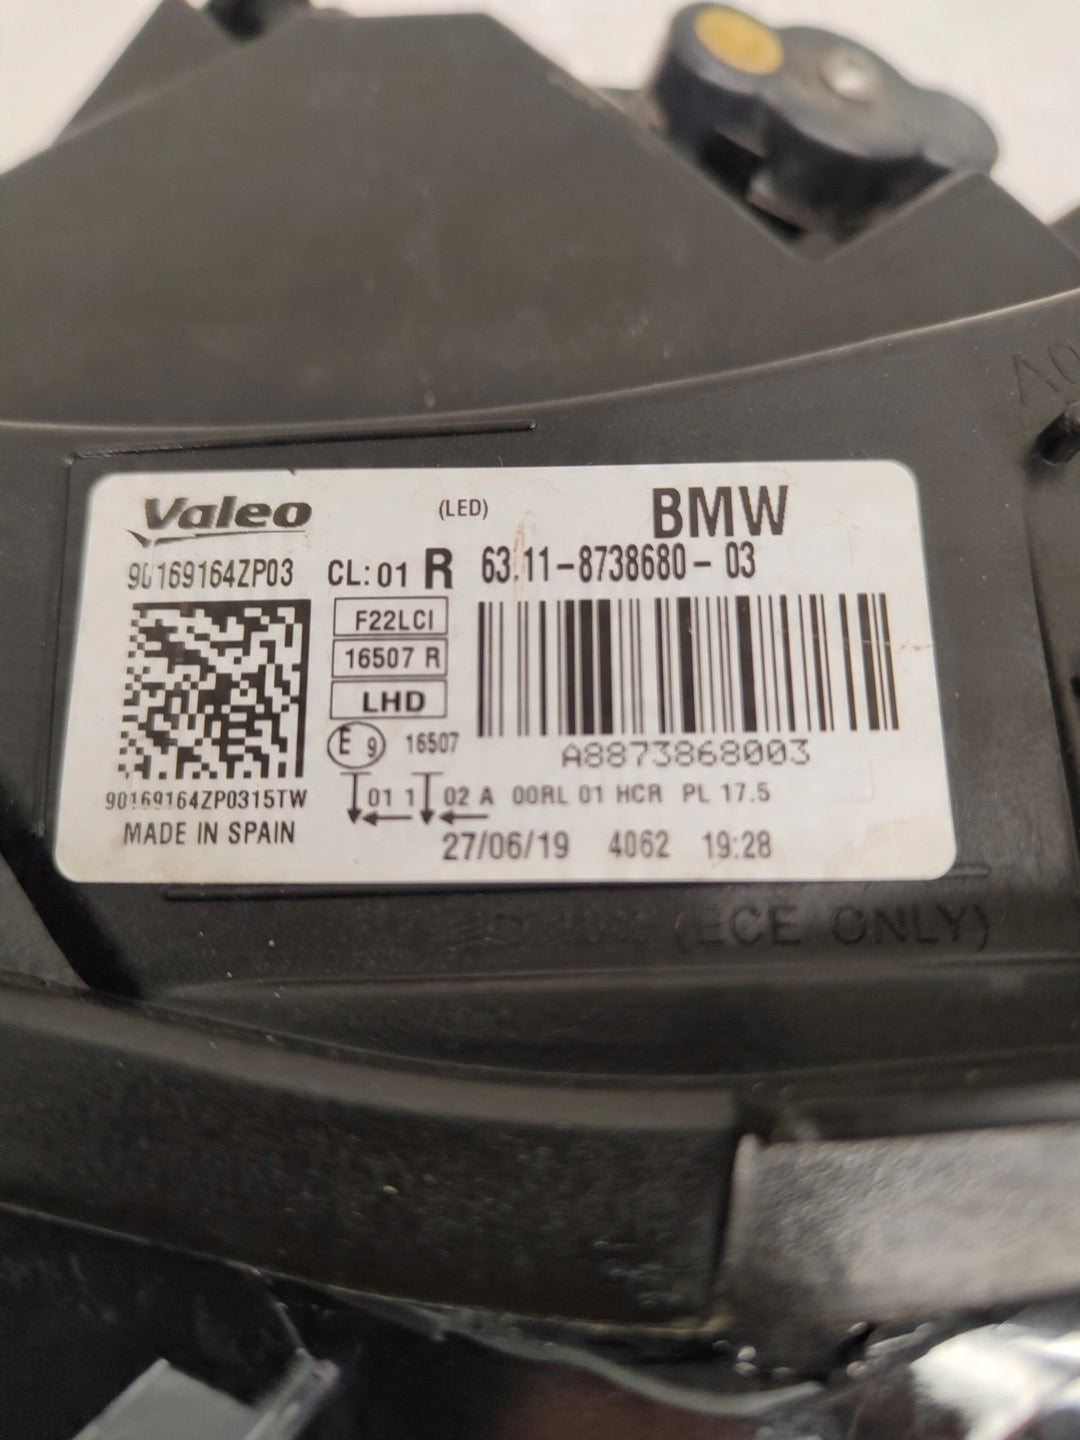 Valeo (LED) BMW
90169164ZP03 CL: 01 R 63.11-8738680-03
F22LCI
16507 R
LHD
E 9 16507
A8873868003
90169164ZP0315TW 01 1 02 A 00RL 01 HCR PL 17.5
MADE IN SPAIN 27/06/19 4062 19:28
(ECE ONLY)